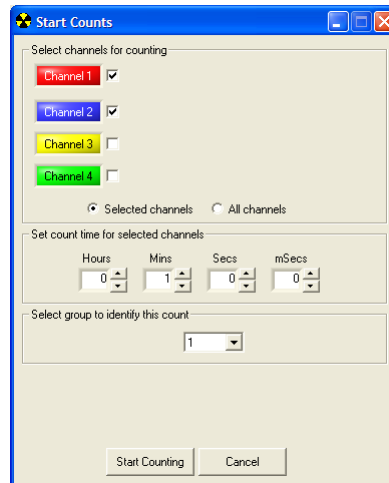 Start Counts
Select channels for counting
Channel 1
Channel 2
Channel 3
Channel 4
Selected channels All channels
Set count time for selected channels
Hours Mins Secs mSecs
0 1 0 0
Select group to identify this count
1
Start Counting Cancel